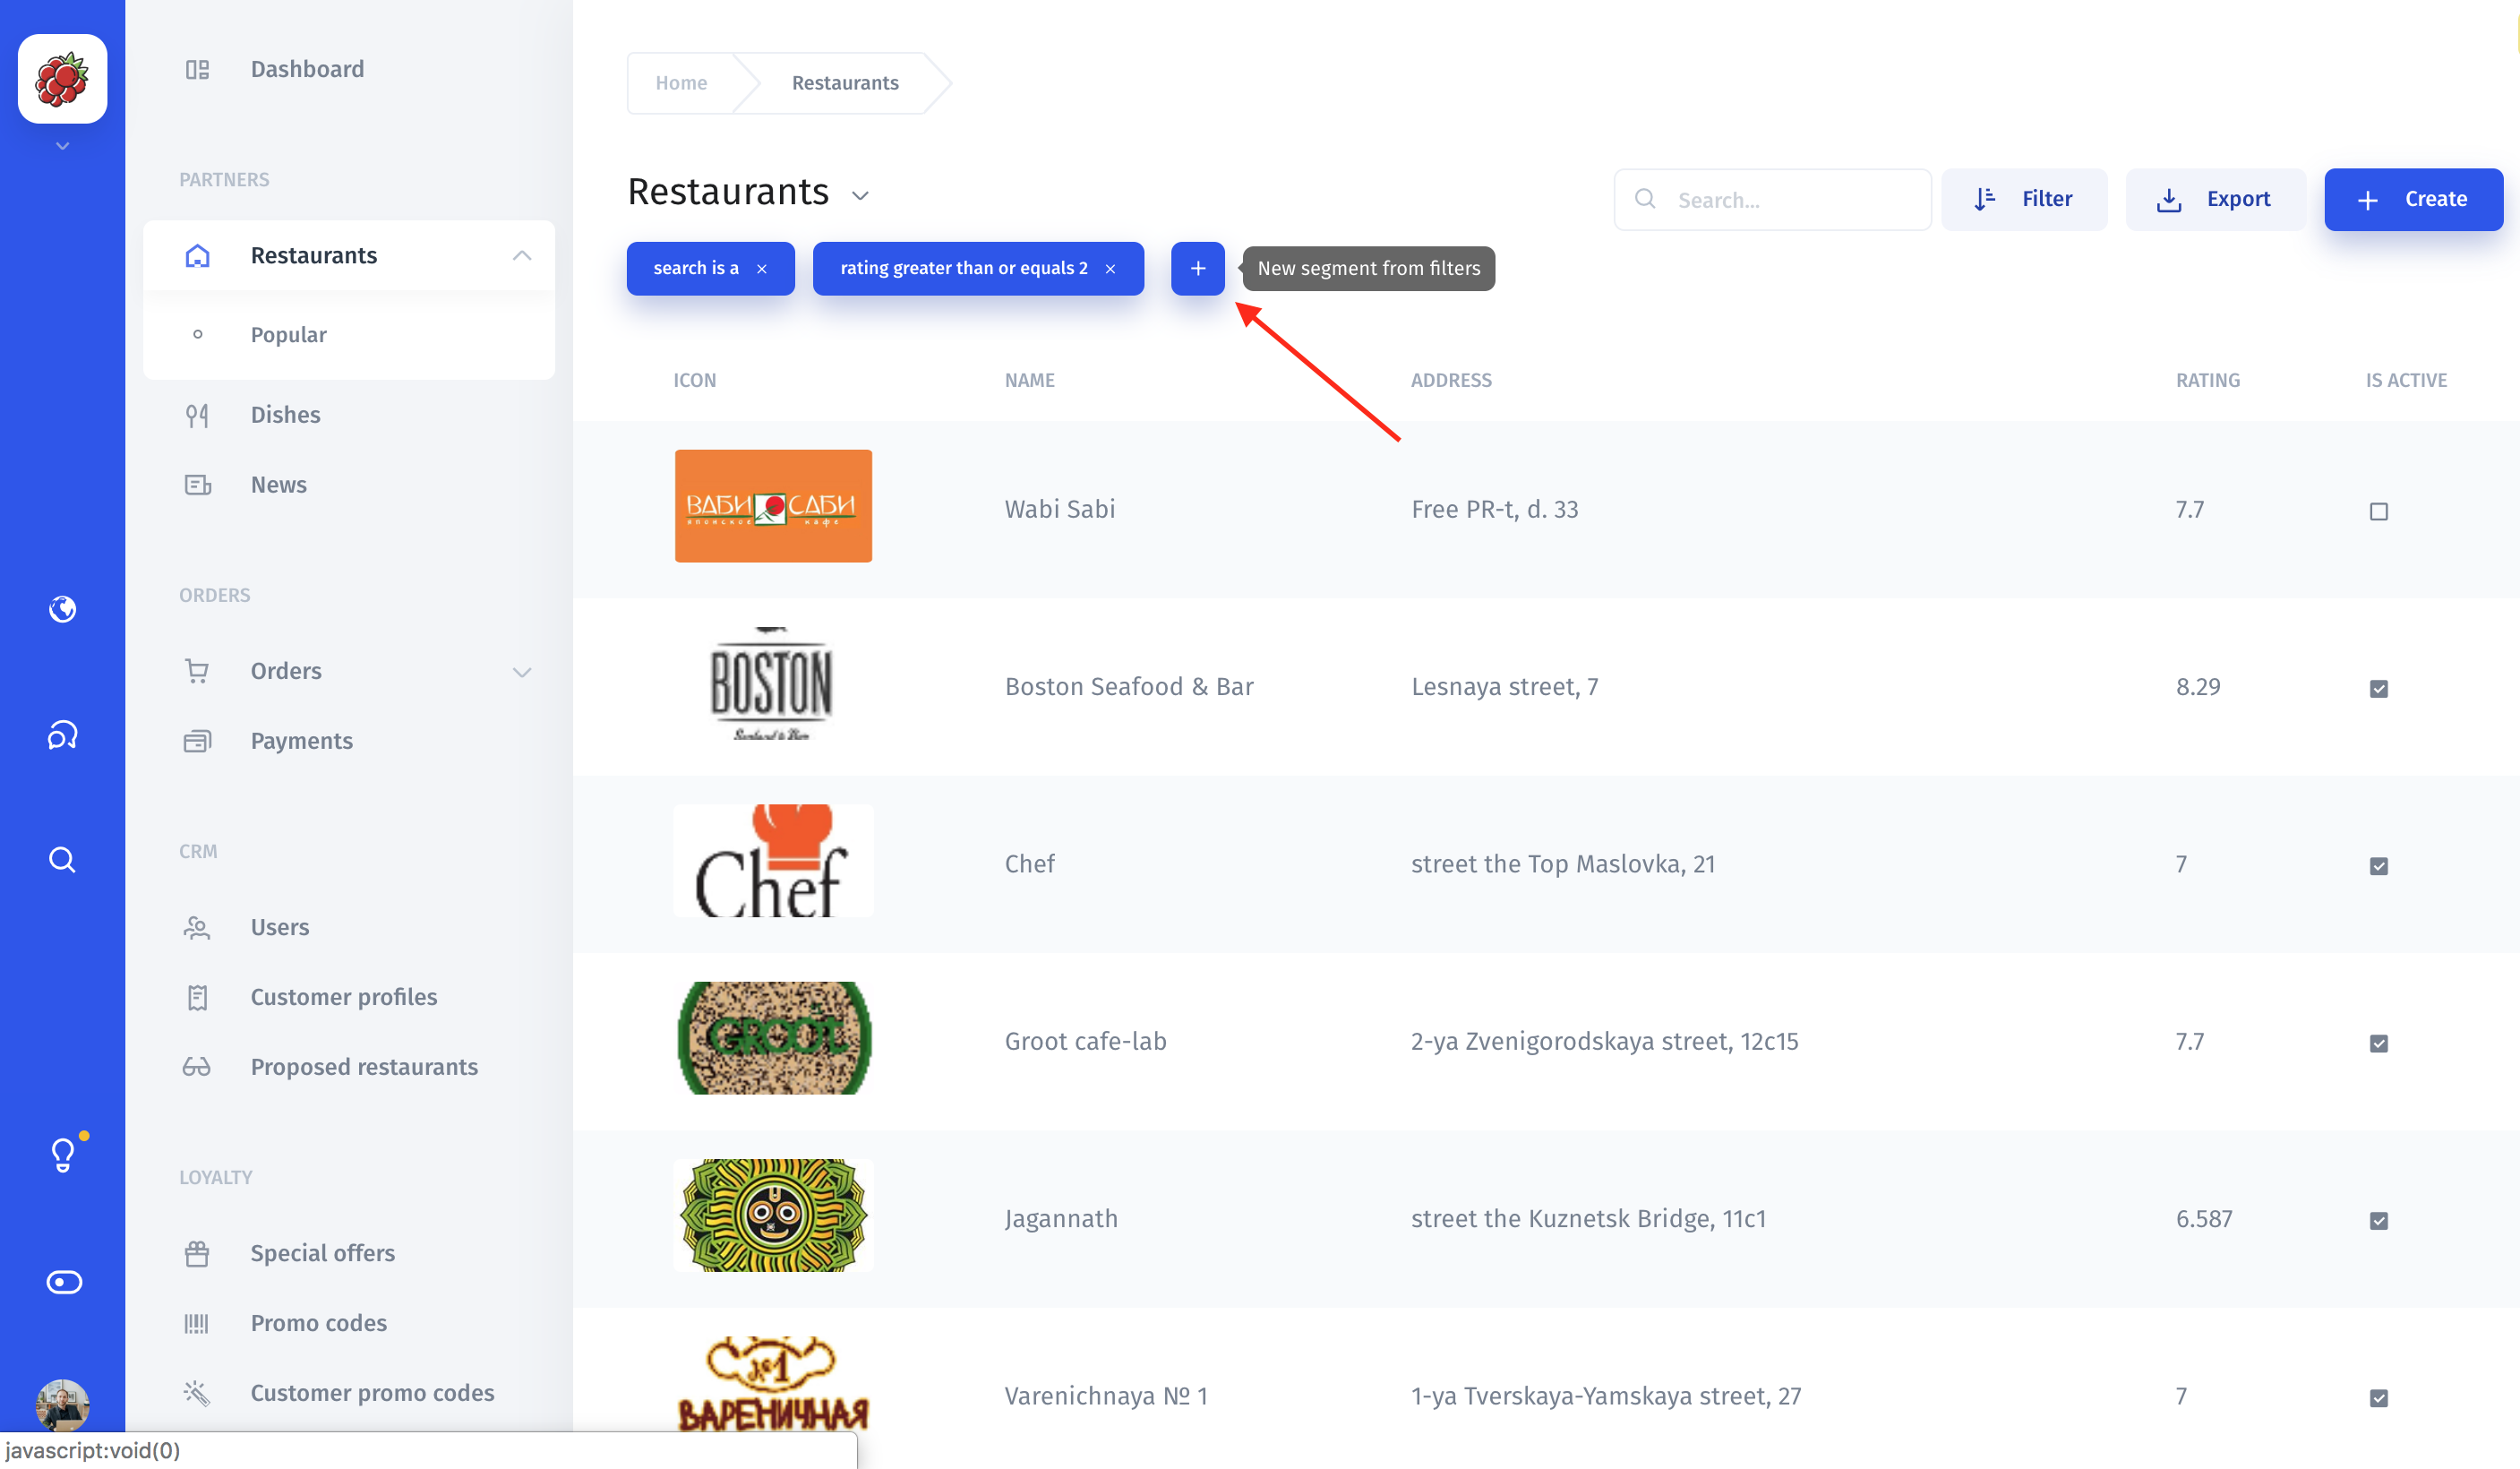 Dashboard
PARTNERS
Restaurants
Popular
Dishes
News
ORDERS
Orders
Payments
CRM
Users
Customer profiles
Proposed restaurants
LOYALTY
Special offers
Promo codes
Customer promo codes
javascript:void(0)
Home
Restaurants
Restaurants
Search...
Filter
Export
Create
search is a ×
rating greater than or equals 2 ×
+
New segment from filters
ICON NAME ADDRESS RATING IS ACTIVE
ВАБИ САБИ
японское кафе
Wabi Sabi Free PR-t, d. 33 7.7
BOSTON
Seafood & Bar
Boston Seafood & Bar Lesnaya street, 7 8.29
Chef
Chef street the Top Maslovka, 21 7
GROOT
Groot cafe-lab 2-ya Zvenigorodskaya street, 12c15 7.7
Jagannath street the Kuznetsk Bridge, 11c1 6.587
№1
ВАРЕНИЧНАЯ
Varenichnaya № 1 1-ya Tverskaya-Yamskaya street, 27 7